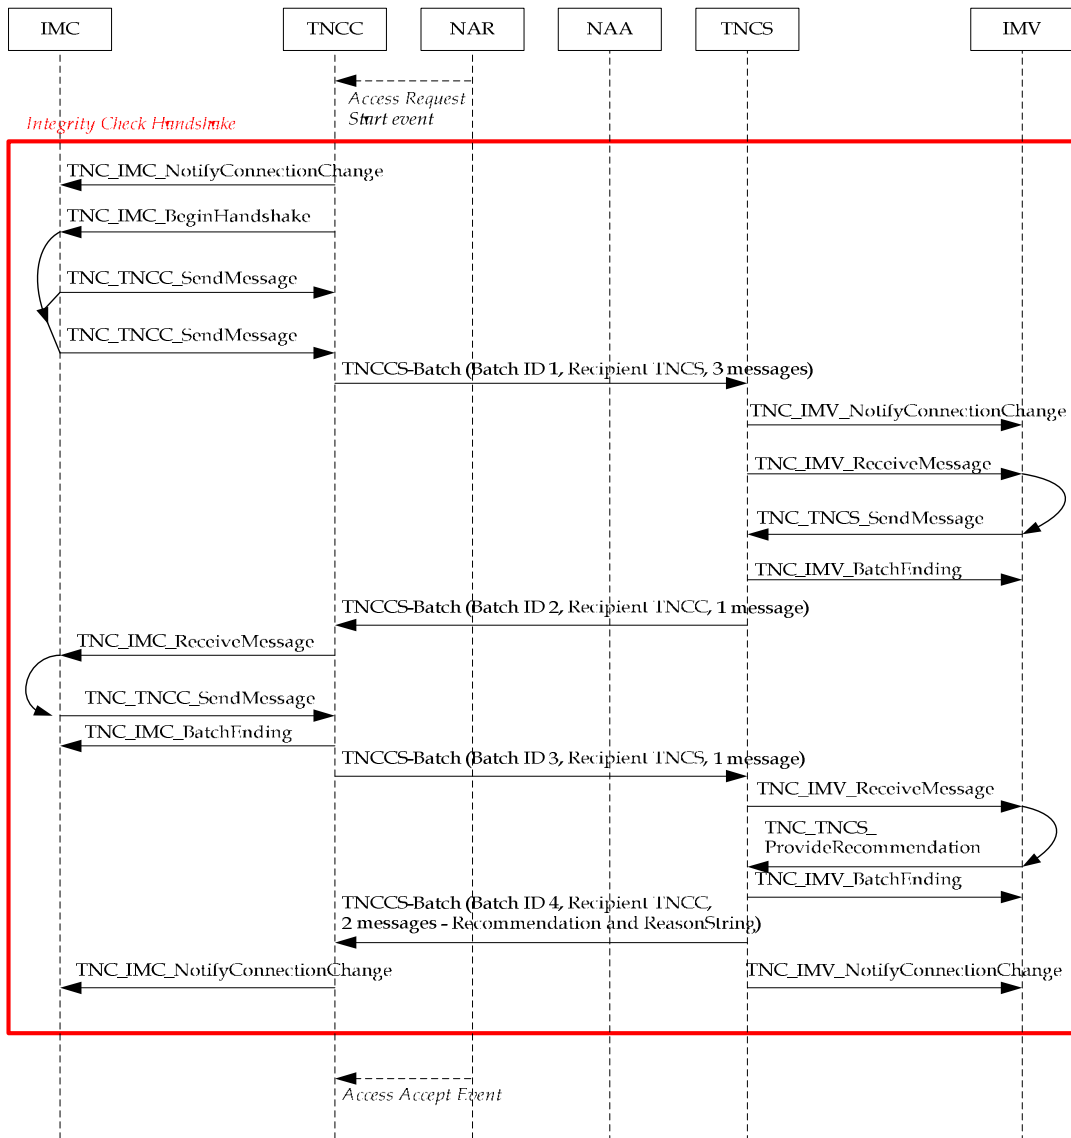 IMC TNCC NAR NAA TNCS IMV
Access Request
Start event
Integrity Check Handshake
TNC_IMC_NotifyConnectionChange
TNC_IMC_BeginHandshake
TNC_TNCC_SendMessage
TNC_TNCC_SendMessage
TNCCS-Batch (Batch ID 1, Recipient TNCS, 3 messages)
TNC_IMV_NotifyConnectionChange
TNC_IMV_ReceiveMessage
TNC_TNCS_SendMessage
TNC_IMV_BatchEnding
TNCCS-Batch (Batch ID 2, Recipient TNCC, 1 message)
TNC_IMC_ReceiveMessage
TNC_TNCC_SendMessage
TNC_IMC_BatchEnding
TNCCS-Batch (Batch ID 3, Recipient TNCS, 1 message)
TNC_IMV_ReceiveMessage
TNC_TNCS_
ProvideRecommendation
TNC_IMV_BatchEnding
TNCCS-Batch (Batch ID 4, Recipient TNCC,
2 messages - Recommendation and ReasonString)
TNC_IMC_NotifyConnectionChange
TNC_IMV_NotifyConnectionChange
Access Accept Event